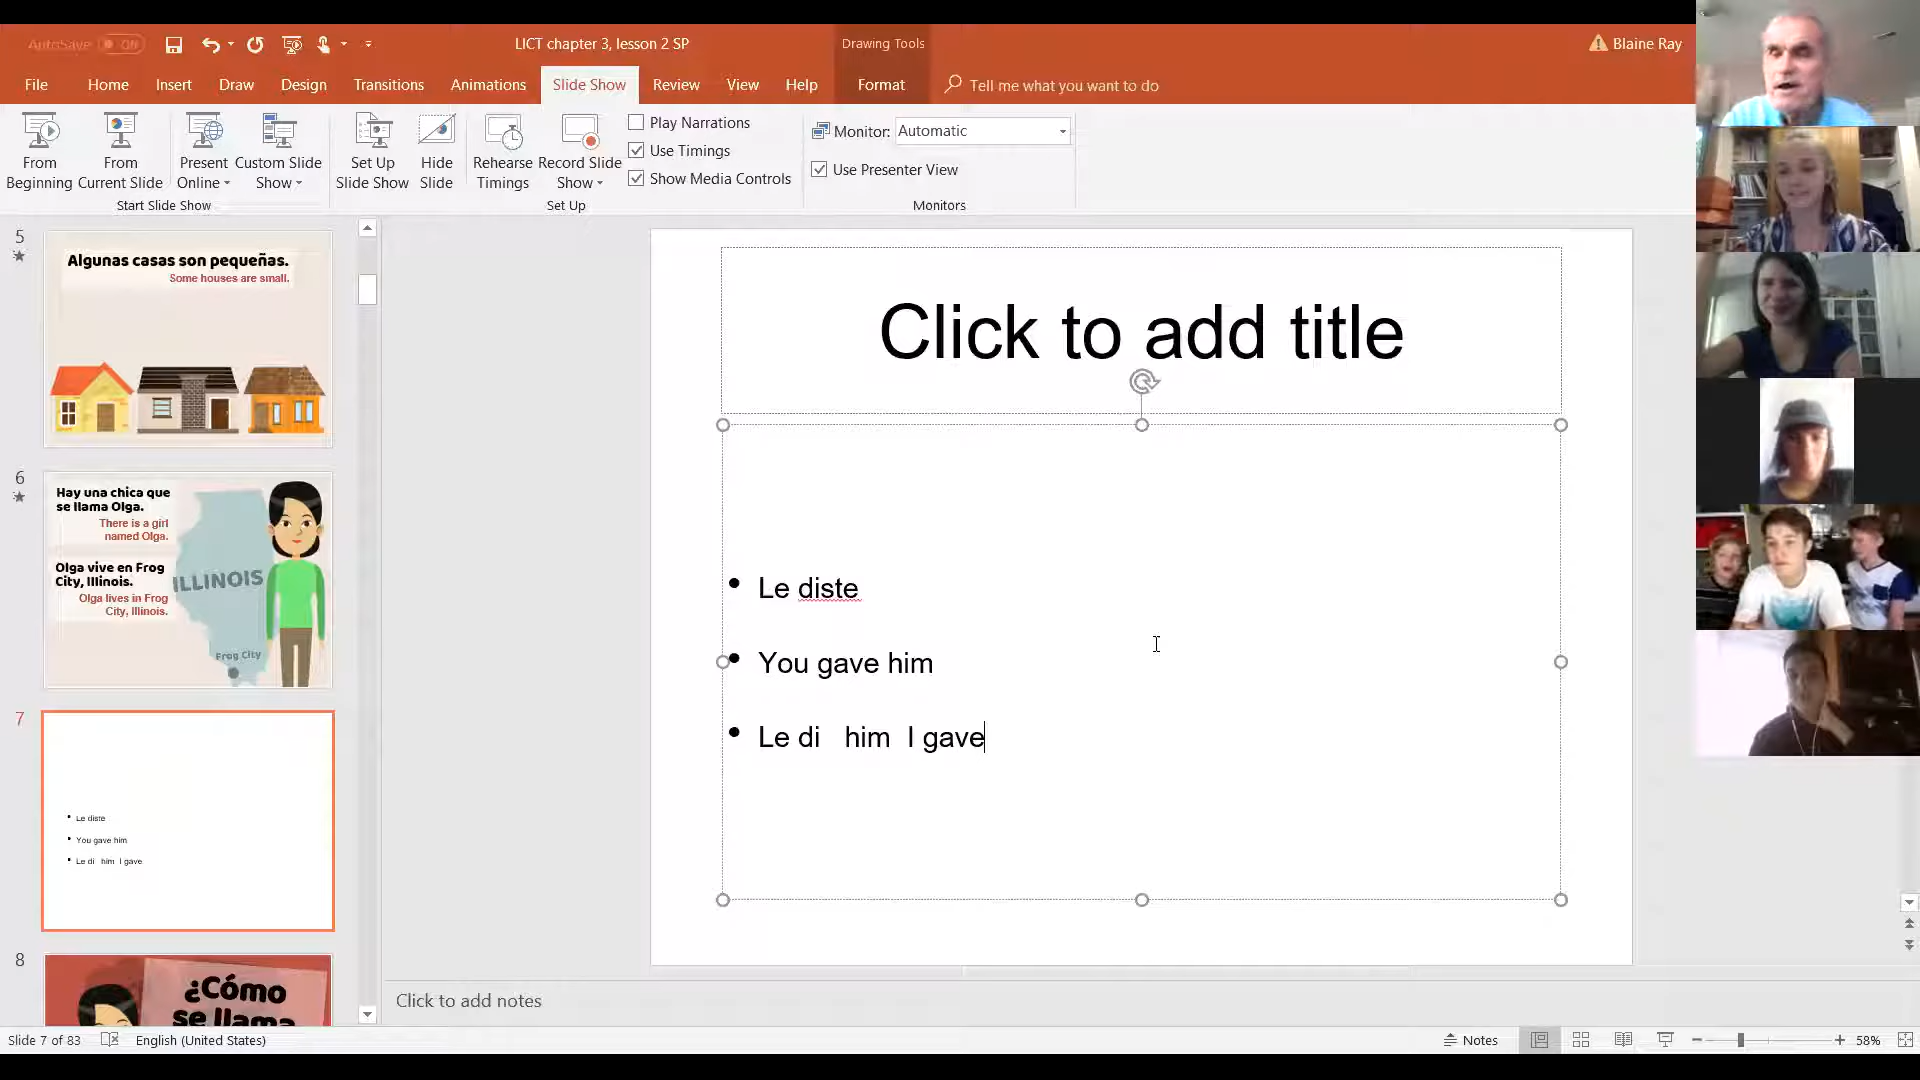 AutoSave Off
LICT chapter 3, lesson 2 SP
Drawing Tools
Blaine Ray
File Home Insert Draw Design Transitions Animations Slide Show Review View Help Format Tell me what you want to do
From Beginning
From Current Slide
Present Online
Custom Slide Show
Start Slide Show
Set Up Slide Show
Hide Slide
Rehearse Timings
Record Slide Show
Play Narrations
Use Timings
Show Media Controls
Set Up
Monitor: Automatic
Use Presenter View
Monitors
5
Algunas casas son pequeñas.
Some houses are small.
6
Hay una chica que
se llama Olga.
There is a girl
named Olga.
Olga vive en Frog
City, Illinois.
Olga lives in Frog
City, Illinois.
ILLINOIS
Frog City
7
• Le diste
• You gave him
• Le di him I gave
8
¿Cómo
se llama
Click to add title
• Le diste
• You gave him
• Le di him I gave
Click to add notes
Slide 7 of 83
English (United States)
Notes
58%